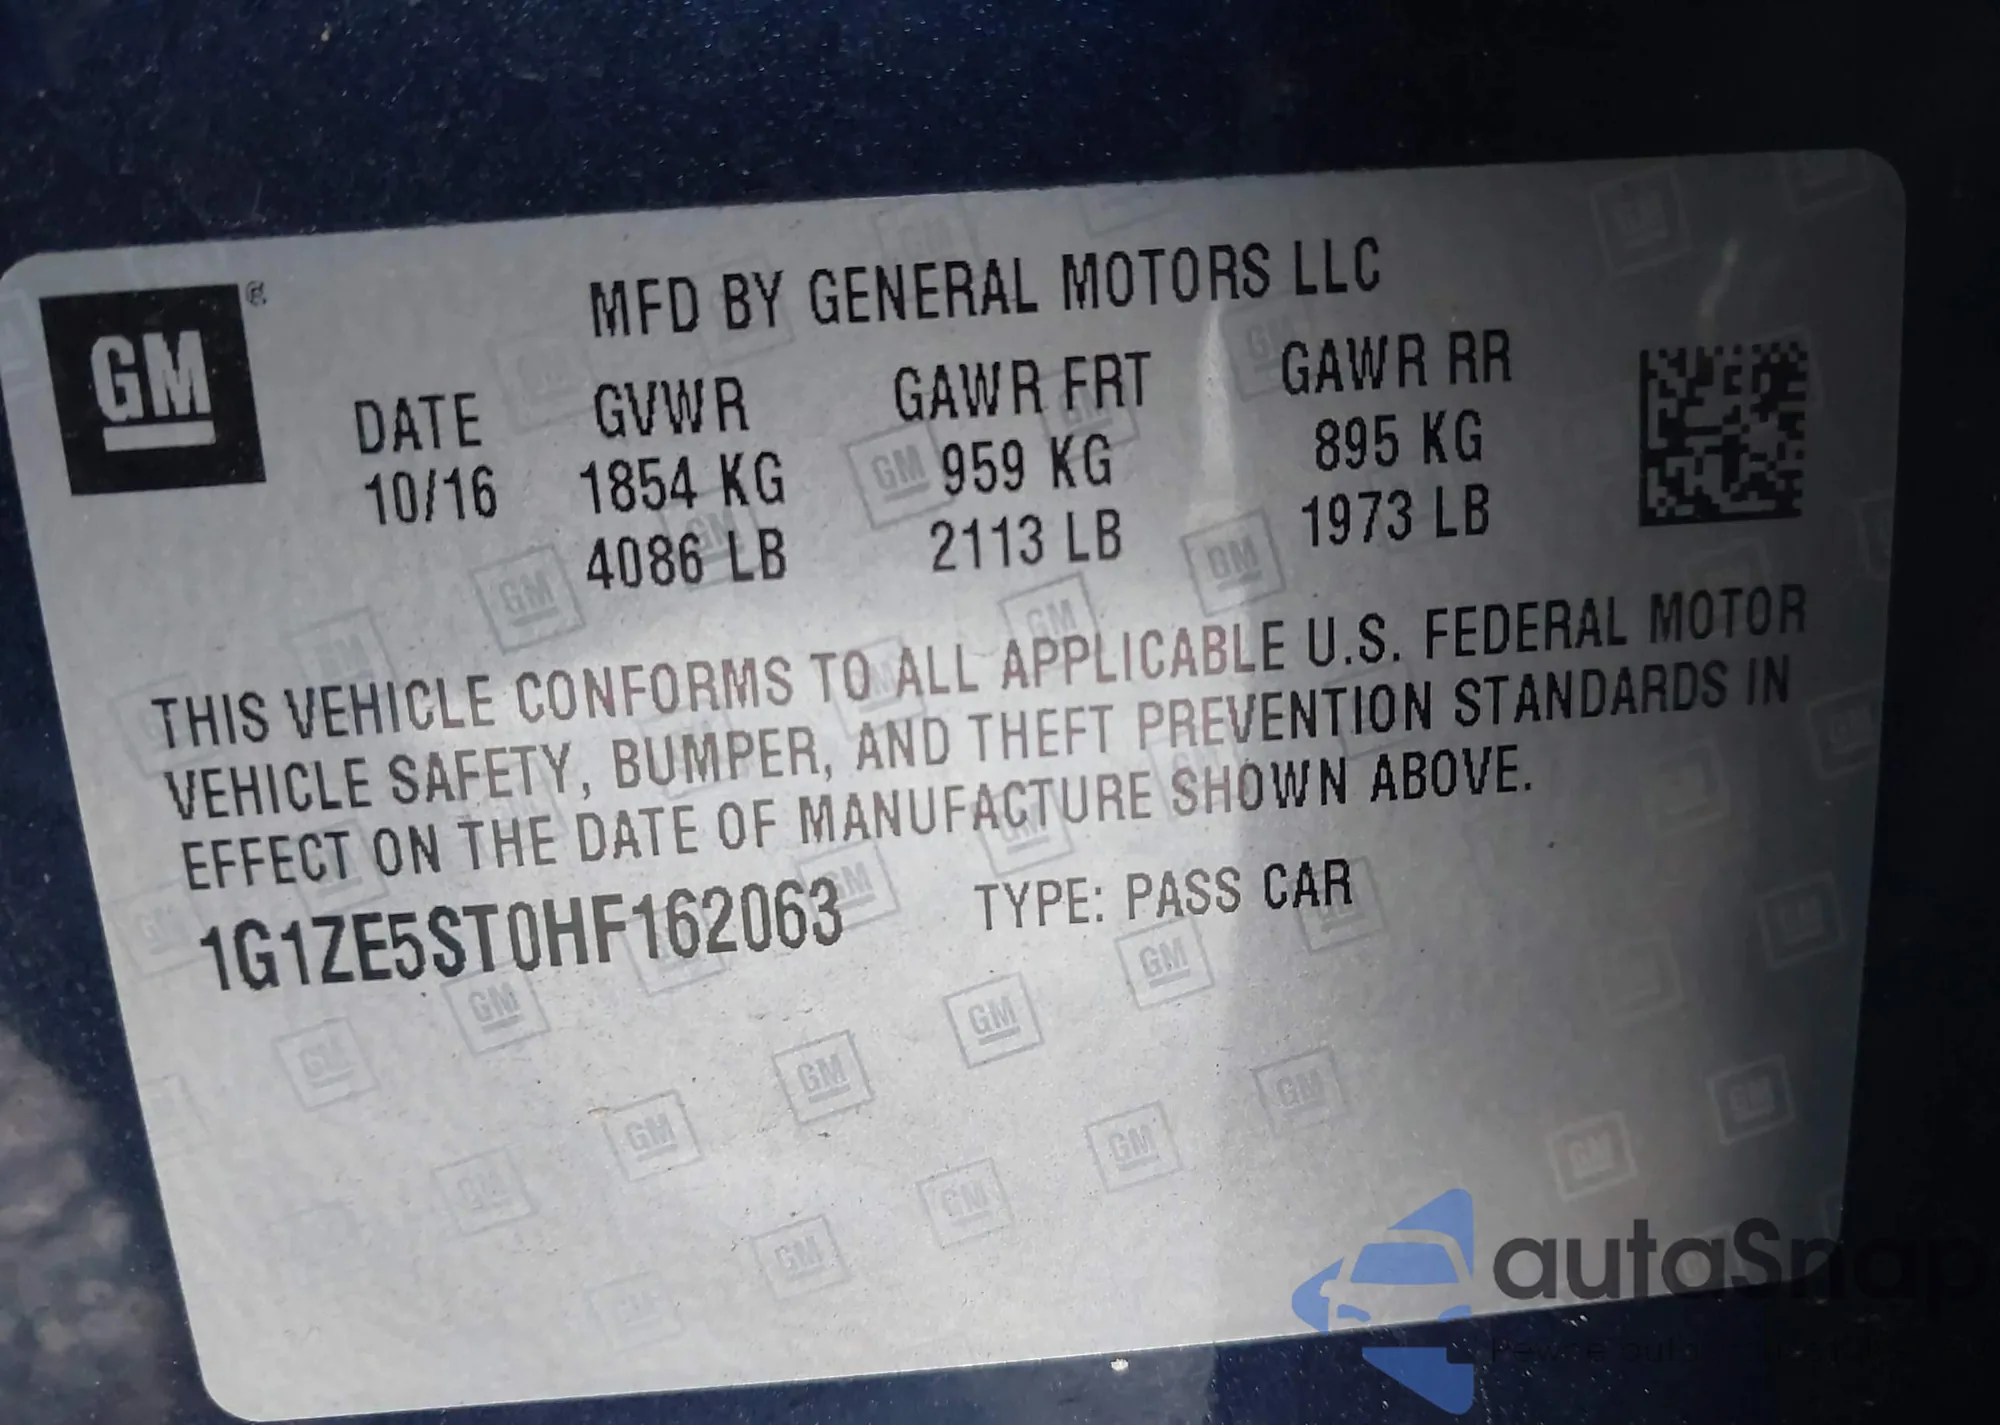 GM
MFD BY GENERAL MOTORS LLC
DATE GVWR GAWR FRT GAWR RR
10/16 1854 KG 959 KG 895 KG
4086 LB 2113 LB 1973 LB
THIS VEHICLE CONFORMS TO ALL APPLICABLE U.S. FEDERAL MOTOR
VEHICLE SAFETY, BUMPER, AND THEFT PREVENTION STANDARDS IN
EFFECT ON THE DATE OF MANUFACTURE SHOWN ABOVE.
1G1ZE5ST0HF162063 TYPE: PASS CAR
autaSnap